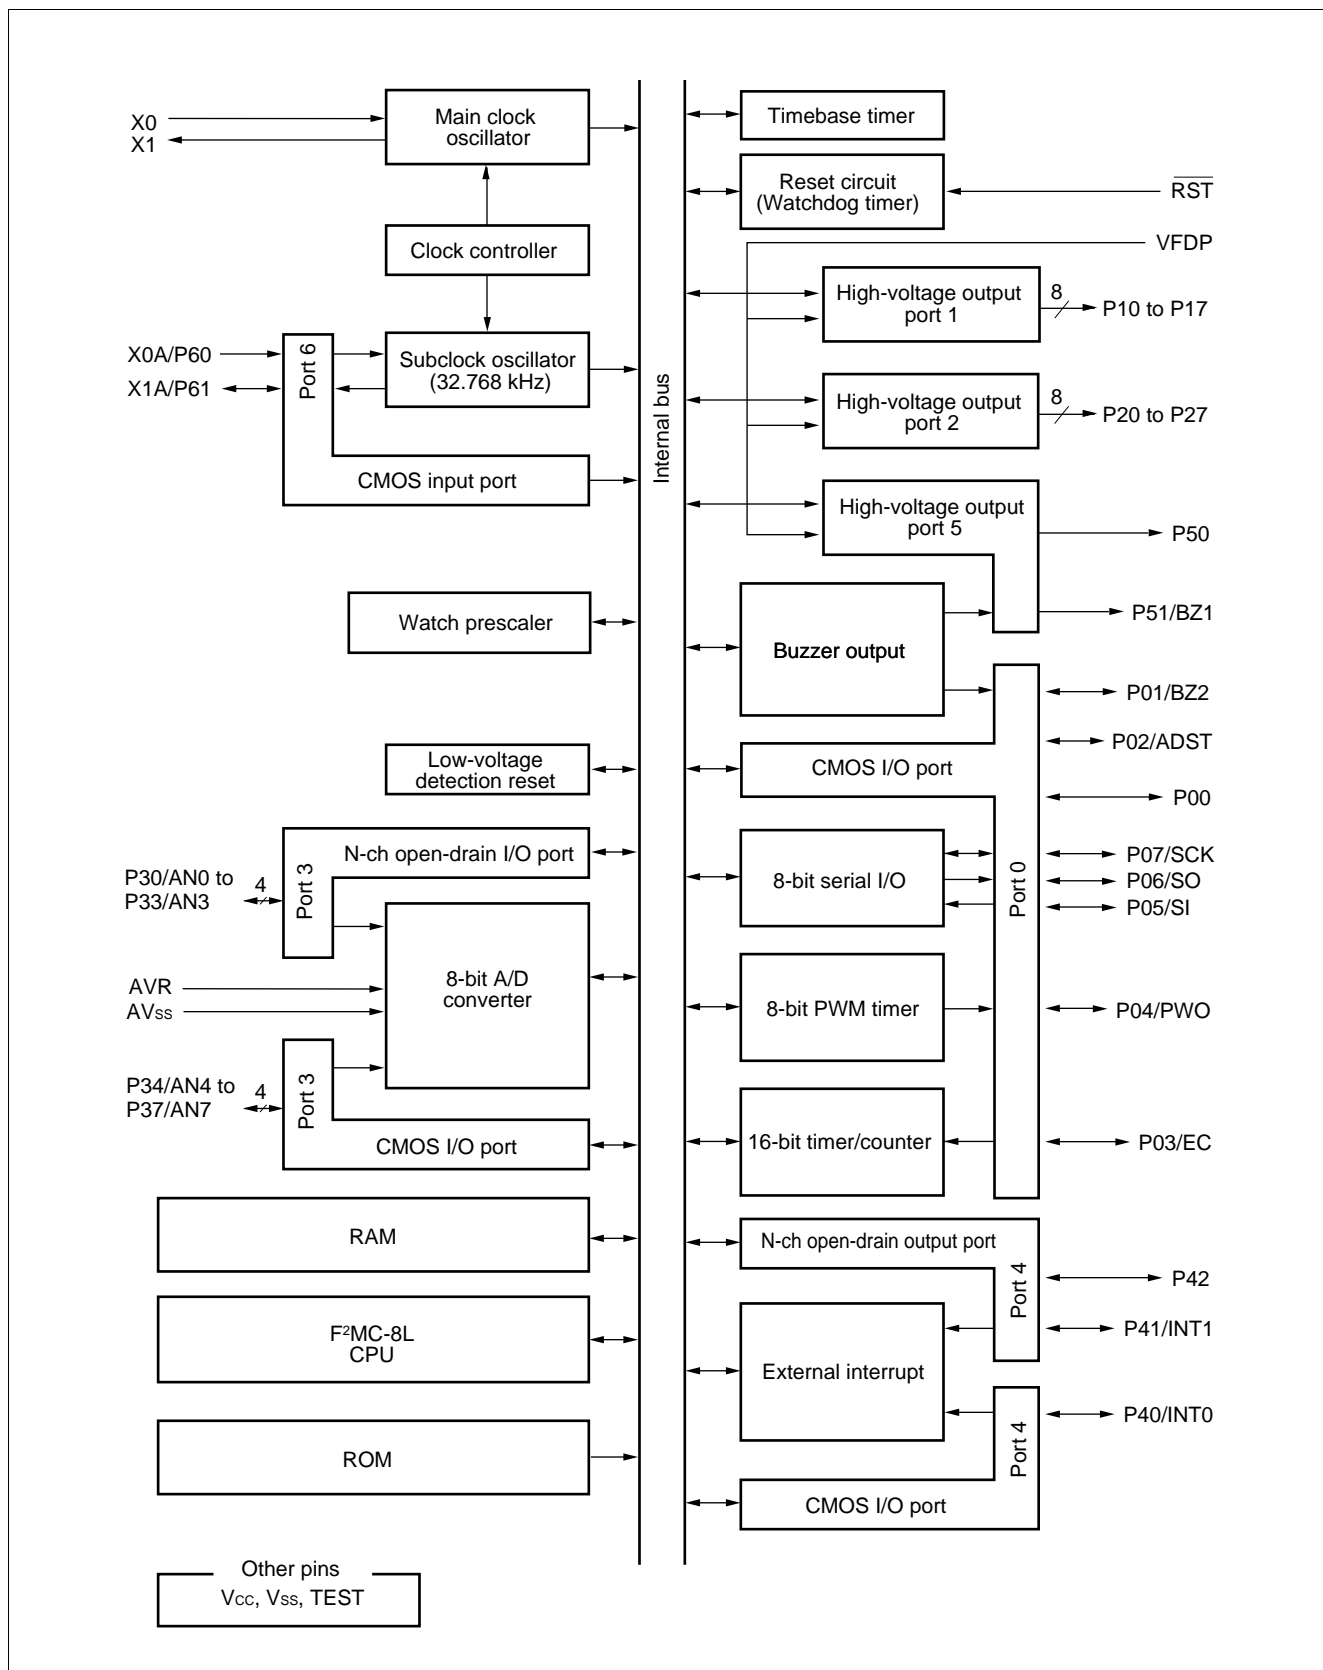 X0
X1
Main clock
oscillator
Clock controller
X0A/P60
X1A/P61
Port 6
Subclock oscillator
(32.768 kHz)
CMOS input port
Watch prescaler
Low-voltage
detection reset
N-ch open-drain I/O port
Port 3
P30/AN0 to
P33/AN3
4
8-bit A/D
converter
AVR
AVss
P34/AN4 to
P37/AN7
4
Port 3
CMOS I/O port
RAM
F²MC-8L
CPU
ROM
Other pins
Vcc, Vss, TEST
Internal bus
Timebase timer
Reset circuit
(Watchdog timer)
RST
VFDP
High-voltage output
port 1
8
P10 to P17
High-voltage output
port 2
8
P20 to P27
High-voltage output
port 5
P50
P51/BZ1
Buzzer output
P01/BZ2
P02/ADST
CMOS I/O port
P00
Port 0
8-bit serial I/O
P07/SCK
P06/SO
P05/SI
8-bit PWM timer
P04/PWO
16-bit timer/counter
P03/EC
N-ch open-drain output port
Port 4
P42
P41/INT1
External interrupt
P40/INT0
Port 4
CMOS I/O port